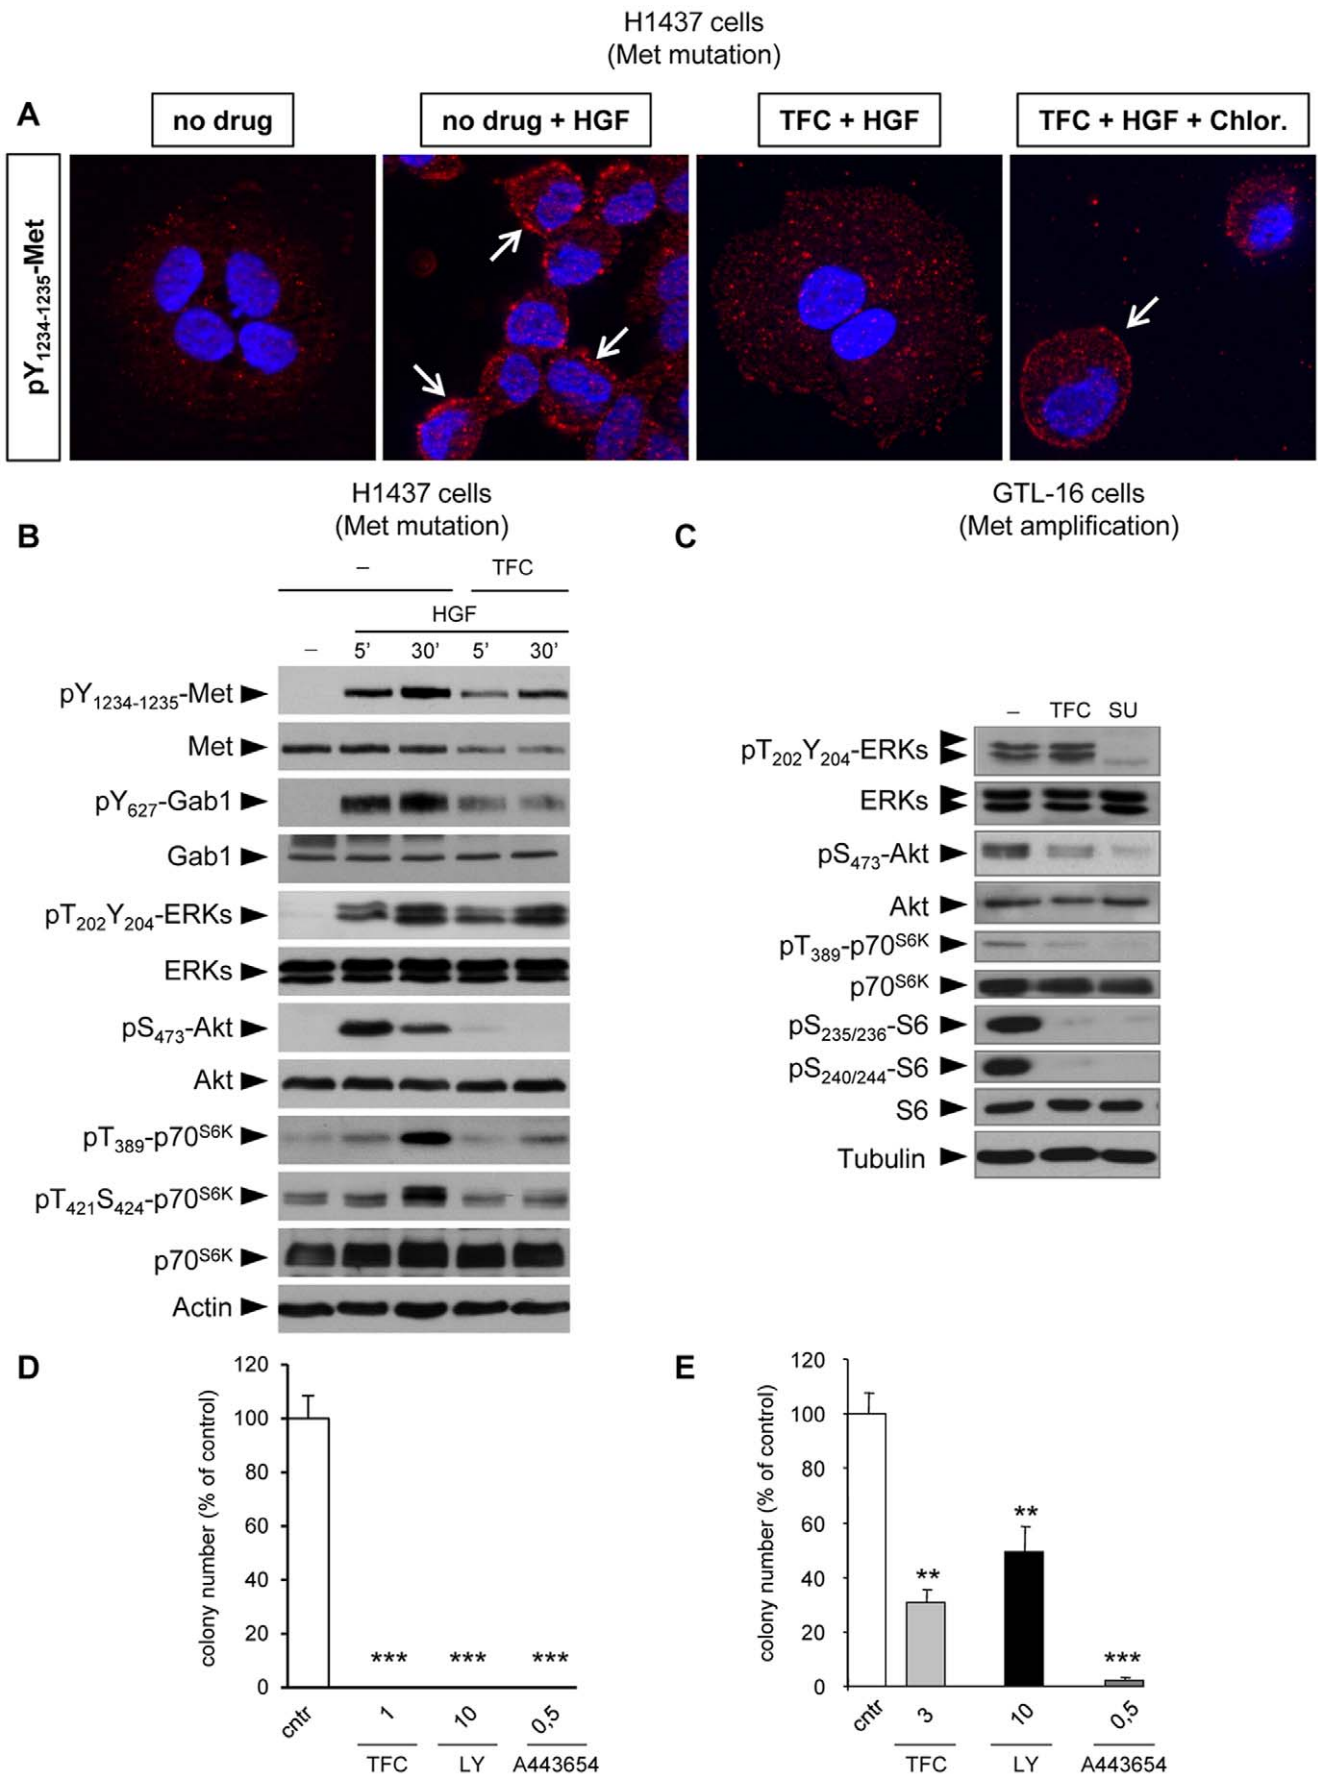 H1437 cells
(Met mutation)
A
no drug
no drug + HGF
TFC + HGF
TFC + HGF + Chlor.
pY1234-1235-Met
H1437 cells
(Met mutation)
GTL-16 cells
(Met amplification)
B
C
– TFC
HGF
– 5’ 30’ 5’ 30’
pY1234-1235-Met
Met
pY627-Gab1
Gab1
pT202Y204-ERKs
ERKs
pS473-Akt
Akt
pT389-p70S6K
pT421S424-p70S6K
p70S6K
Actin
– TFC SU
pT202Y204-ERKs
ERKs
pS473-Akt
Akt
pT389-p70S6K
p70S6K
pS235/236-S6
pS240/244-S6
S6
Tubulin
D
colony number (% of control)
120
100
80
60
40
20
0
*** *** ***
cntr 1 10 0,5
TFC LY A443654
E
colony number (% of control)
120
100
80
60
40
20
0
** ** ***
cntr 3 10 0,5
TFC LY A443654